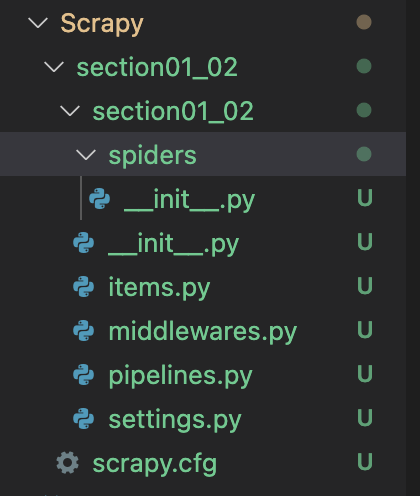 Scrapy
section01_02
section01_02
spiders
__init__.py U
__init__.py U
items.py U
middlewares.py U
pipelines.py U
settings.py U
scrapy.cfg U